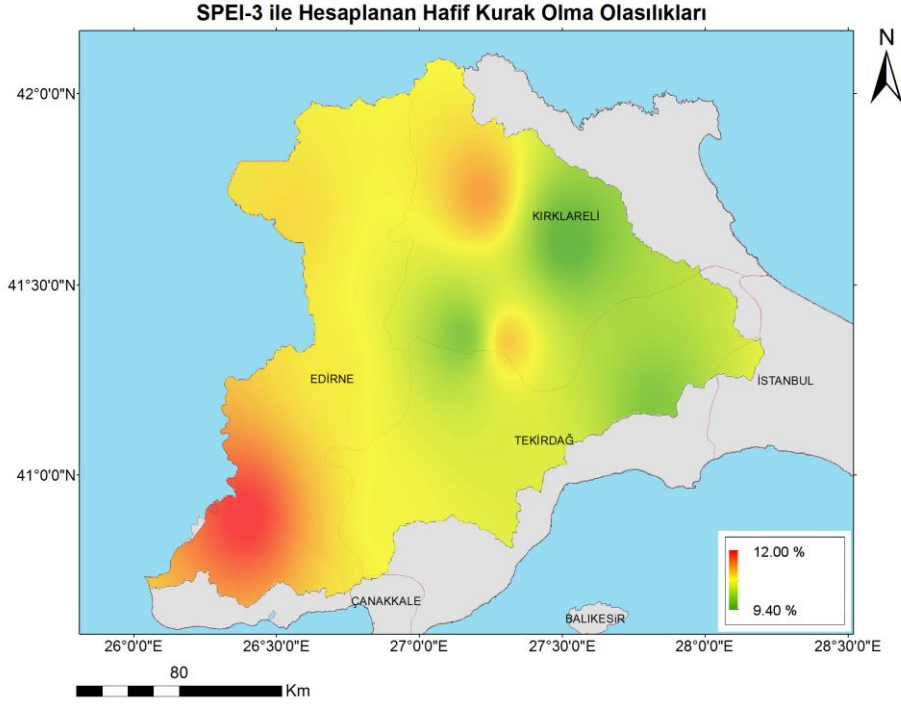 SPEI-3 ile Hesaplanan Hafif Kurak Olma Olasılıkları
N
42°0'0"N
KIRKLARELİ
41°30'0"N
EDİRNE
İSTANBUL
TEKİRDAĞ
41°0'0"N
12.00 %
9.40 %
ÇANAKKALE
BALIKESİR
26°0'0"E 26°30'0"E 27°0'0"E 27°30'0"E 28°0'0"E 28°30'0"E
80
Km